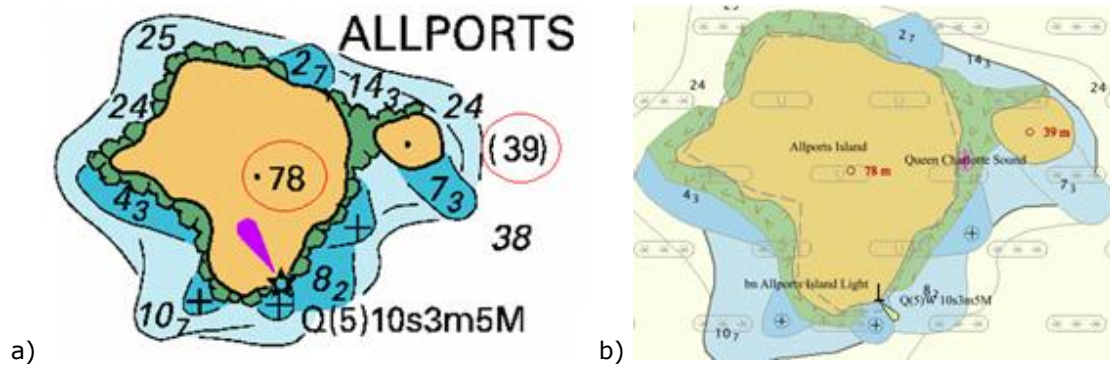 a)
ALLPORTS
25
2₇
14₃
24
24
(39)
78
4₃
7₃
38
8₂
10₇
Q(5)10s3m5M
b)
2₇
14₃
24
24
39 m
Allports Island
Queen Charlotte Sound
78 m
4₃
7₃
bn Allports Island Light
8₂
Q(5)W 10s3m5M
10₇